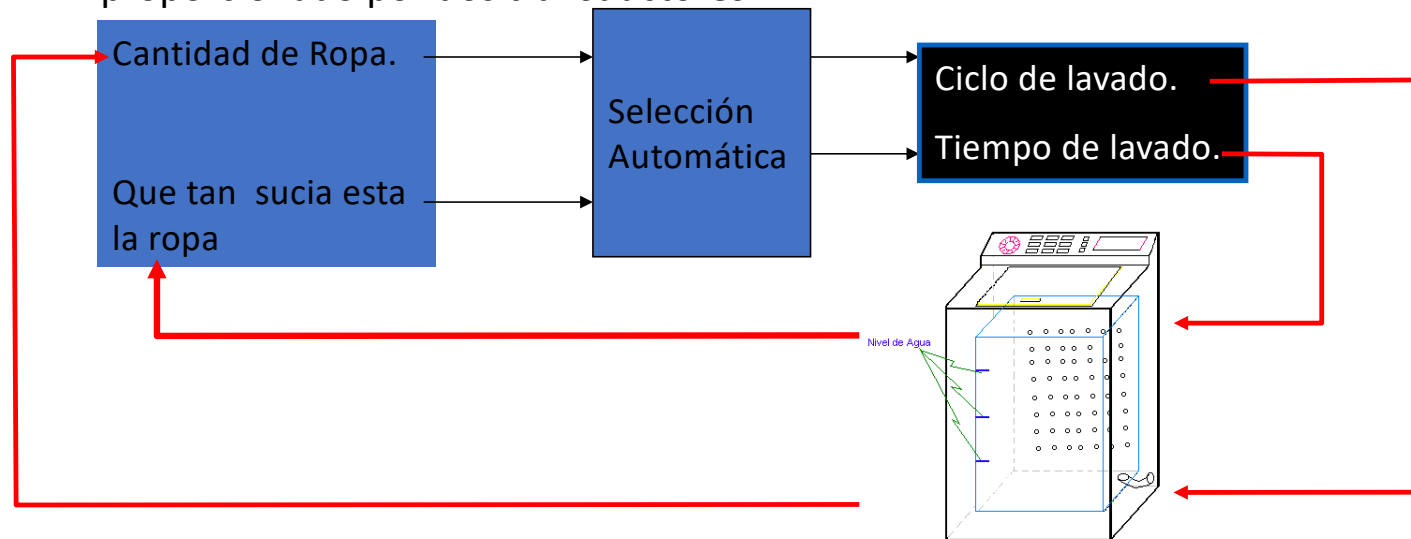 Cantidad de Ropa.
Que tan sucia esta
la ropa
Selección
Automática
Ciclo de lavado.
Tiempo de lavado.
Nivel de Agua